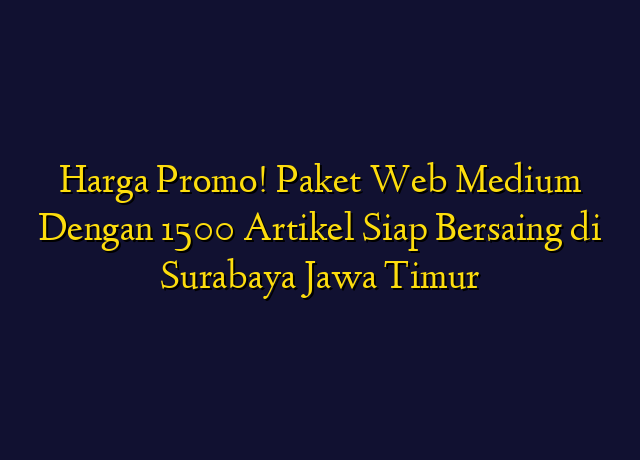 Harga Promo! Paket Web Medium
Dengan 1500 Artikel Siap Bersaing di
Surabaya Jawa Timur